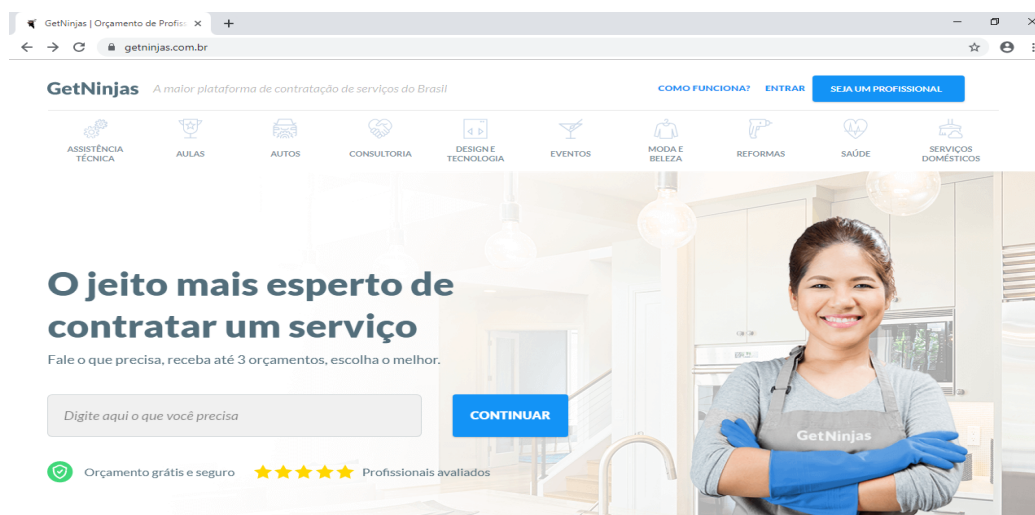 GetNinjas | Orçamento de Profiss
getninjas.com.br
GetNinjas A maior plataforma de contratação de serviços do Brasil COMO FUNCIONA? ENTRAR SEJA UM PROFISSIONAL
ASSISTÊNCIA
TÉCNICA
AULAS
AUTOS
CONSULTORIA
DESIGN E
TECNOLOGIA
EVENTOS
MODA E
BELEZA
REFORMAS
SAÚDE
SERVIÇOS
DOMÉSTICOS
O jeito mais esperto de
contratar um serviço
Fale o que precisa, receba até 3 orçamentos, escolha o melhor.
Digite aqui o que você precisa
CONTINUAR
Orçamento grátis e seguro
Profissionais avaliados
GetNinjas